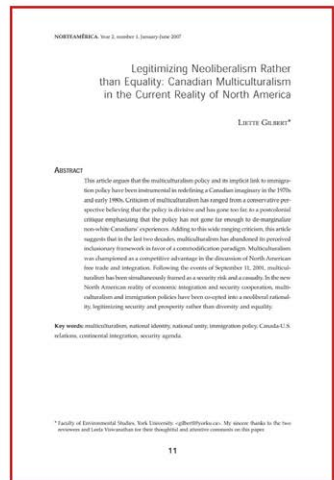 NORTEAMÉRICA. Year 2, number 1, January-June 2007
Legitimizing Neoliberalism Rather
than Equality: Canadian Multiculturalism
in the Current Reality of North America
LIETTE GILBERT*
ABSTRACT
This article argues that the multiculturalism policy and its implicit link to immigra-
tion policy have been instrumental in redefining a Canadian imaginary in the 1970s
and early 1980s. Criticism of multiculturalism has ranged from a conservative per-
spective believing that the policy is divisive and has gone too far, to a postcolonial
critique emphasizing that the policy has not gone far enough to de-marginalize
non-white Canadians' experiences. Adding to this wide ranging criticism, this article
suggests that in the last two decades, multiculturalism has abandoned its perceived
inclusionary framework in favor of a commodification paradigm. Multiculturalism
was championed as a competitive advantage in the discussion of North American
free trade and integration. Following the events of September 11, 2001, multicul-
turalism has been simultaneously framed as a security risk and a casualty. In the new
North American reality of economic integration and security cooperation, multi-
culturalism and immigration policies have been co-opted into a neoliberal rational-
ity, legitimizing security and prosperity rather than diversity and equality.
Key words: multiculturalism, national identity, national unity, immigration policy, Canada-U.S.
relations, continental integration, security agenda.
* Faculty of Environmental Studies, York University. <gilbert@yorku.ca>. My sincere thanks to the two
reviewers and Leela Viswanathan for their thoughtful and attentive comments on this paper.
11